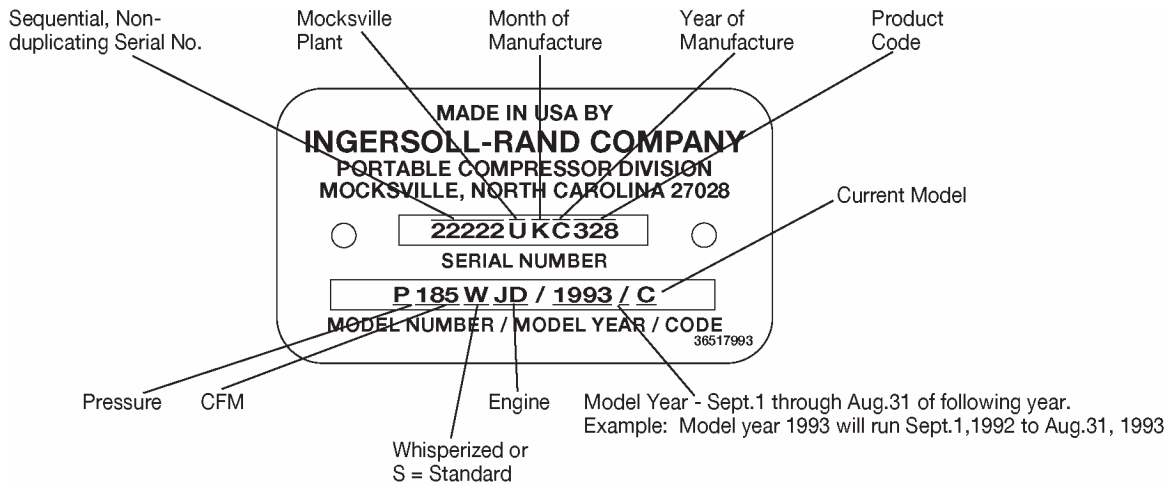 Sequential, Non-
duplicating Serial No.
Mocksville
Plant
Month of
Manufacture
Year of
Manufacture
Product
Code
MADE IN USA BY
INGERSOLL-RAND COMPANY
PORTABLE COMPRESSOR DIVISION
MOCKSVILLE, NORTH CAROLINA 27028
Current Model
22222 U K C 328
SERIAL NUMBER
P 185 W JD / 1993 / C
MODEL NUMBER / MODEL YEAR / CODE
36517993
Pressure
CFM
Engine
Model Year - Sept.1 through Aug.31 of following year.
Example: Model year 1993 will run Sept.1,1992 to Aug.31, 1993
Whisperized or
S = Standard